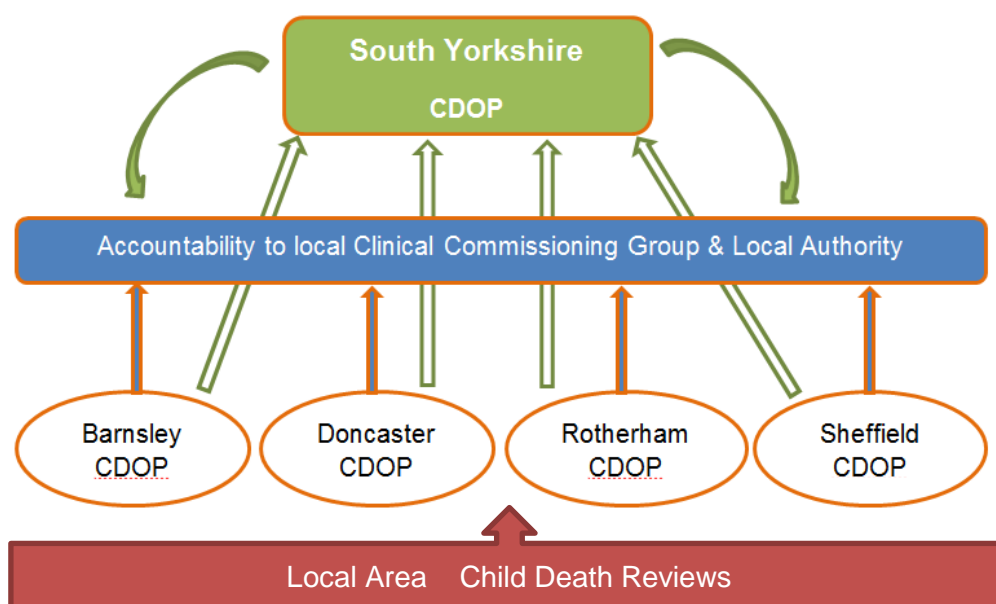 South Yorkshire
CDOP
Accountability to local Clinical Commissioning Group & Local Authority
Barnsley
CDOP
Doncaster
CDOP
Rotherham
CDOP
Sheffield
CDOP
Local Area    Child Death Reviews